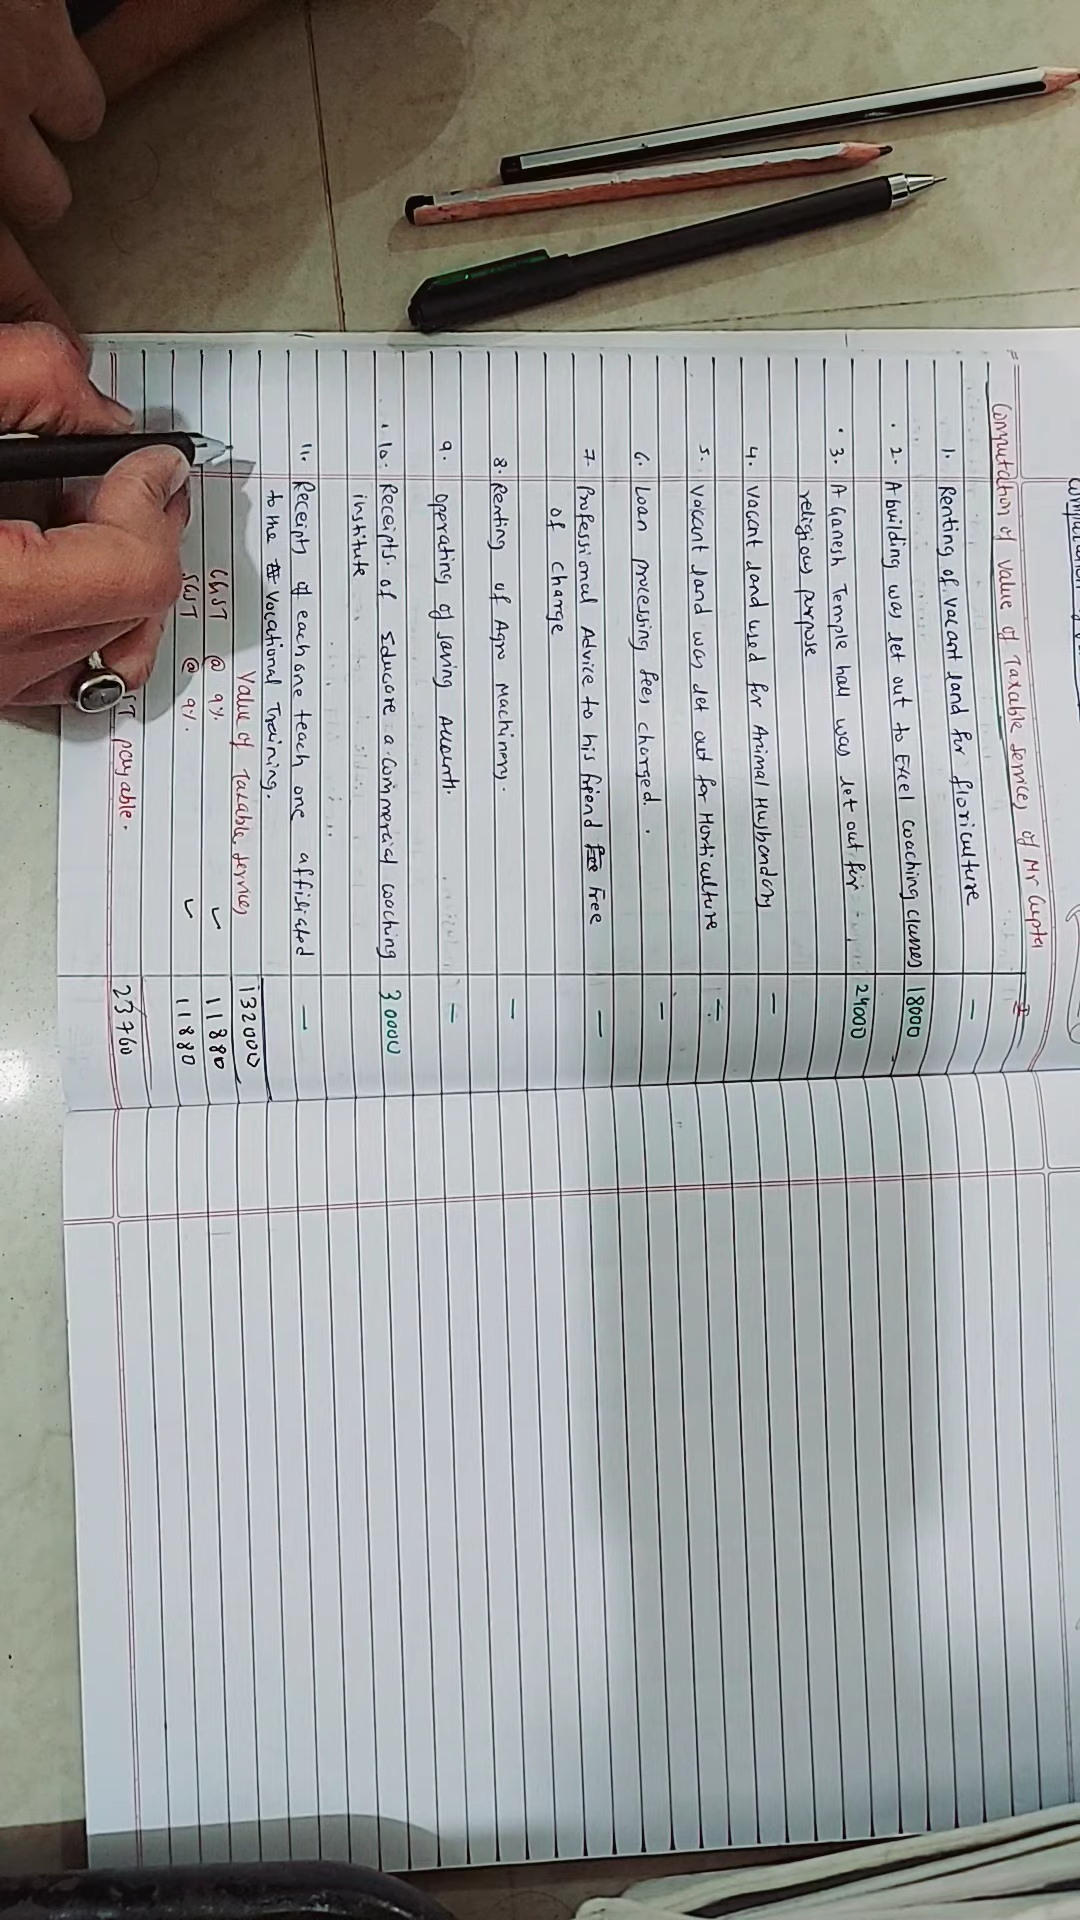 Computation of value of Taxable Services of Mr Gupta
₹
1. Renting of vacant land for floriculture —
2. A building was let out to Excel coaching classes 18000
3. A Ganesh Temple hall was let out for 24000
religious purpose
4. vacant land used for Animal Husbandry —
5. vacant land was let out for Horticulture —
6. Loan processing fees charged. —
7. Professional Advice to his friend Free —
of charge
8. Renting of Agro Machinery. —
9. Operating of saving Account. —
10. Receipts of Educare a Commercial coaching 30000
institute
11. Receipts of each one teach one affiliated —
to the Vocational Training.
Value of Taxable Services 132000
CGST @ 9% 11880
SGST @ 9% 11880
payable. 23760